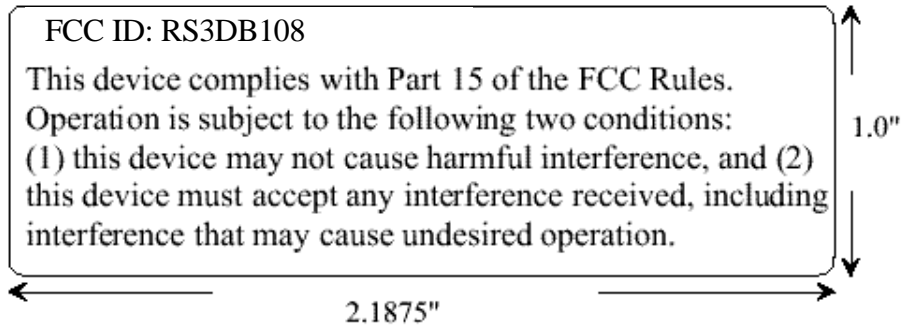 FCC ID: RS3DB108
This device complies with Part 15 of the FCC Rules.
Operation is subject to the following two conditions:
(1) this device may not cause harmful interference, and (2)
this device must accept any interference received, including
interference that may cause undesired operation.
1.0"
2.1875"